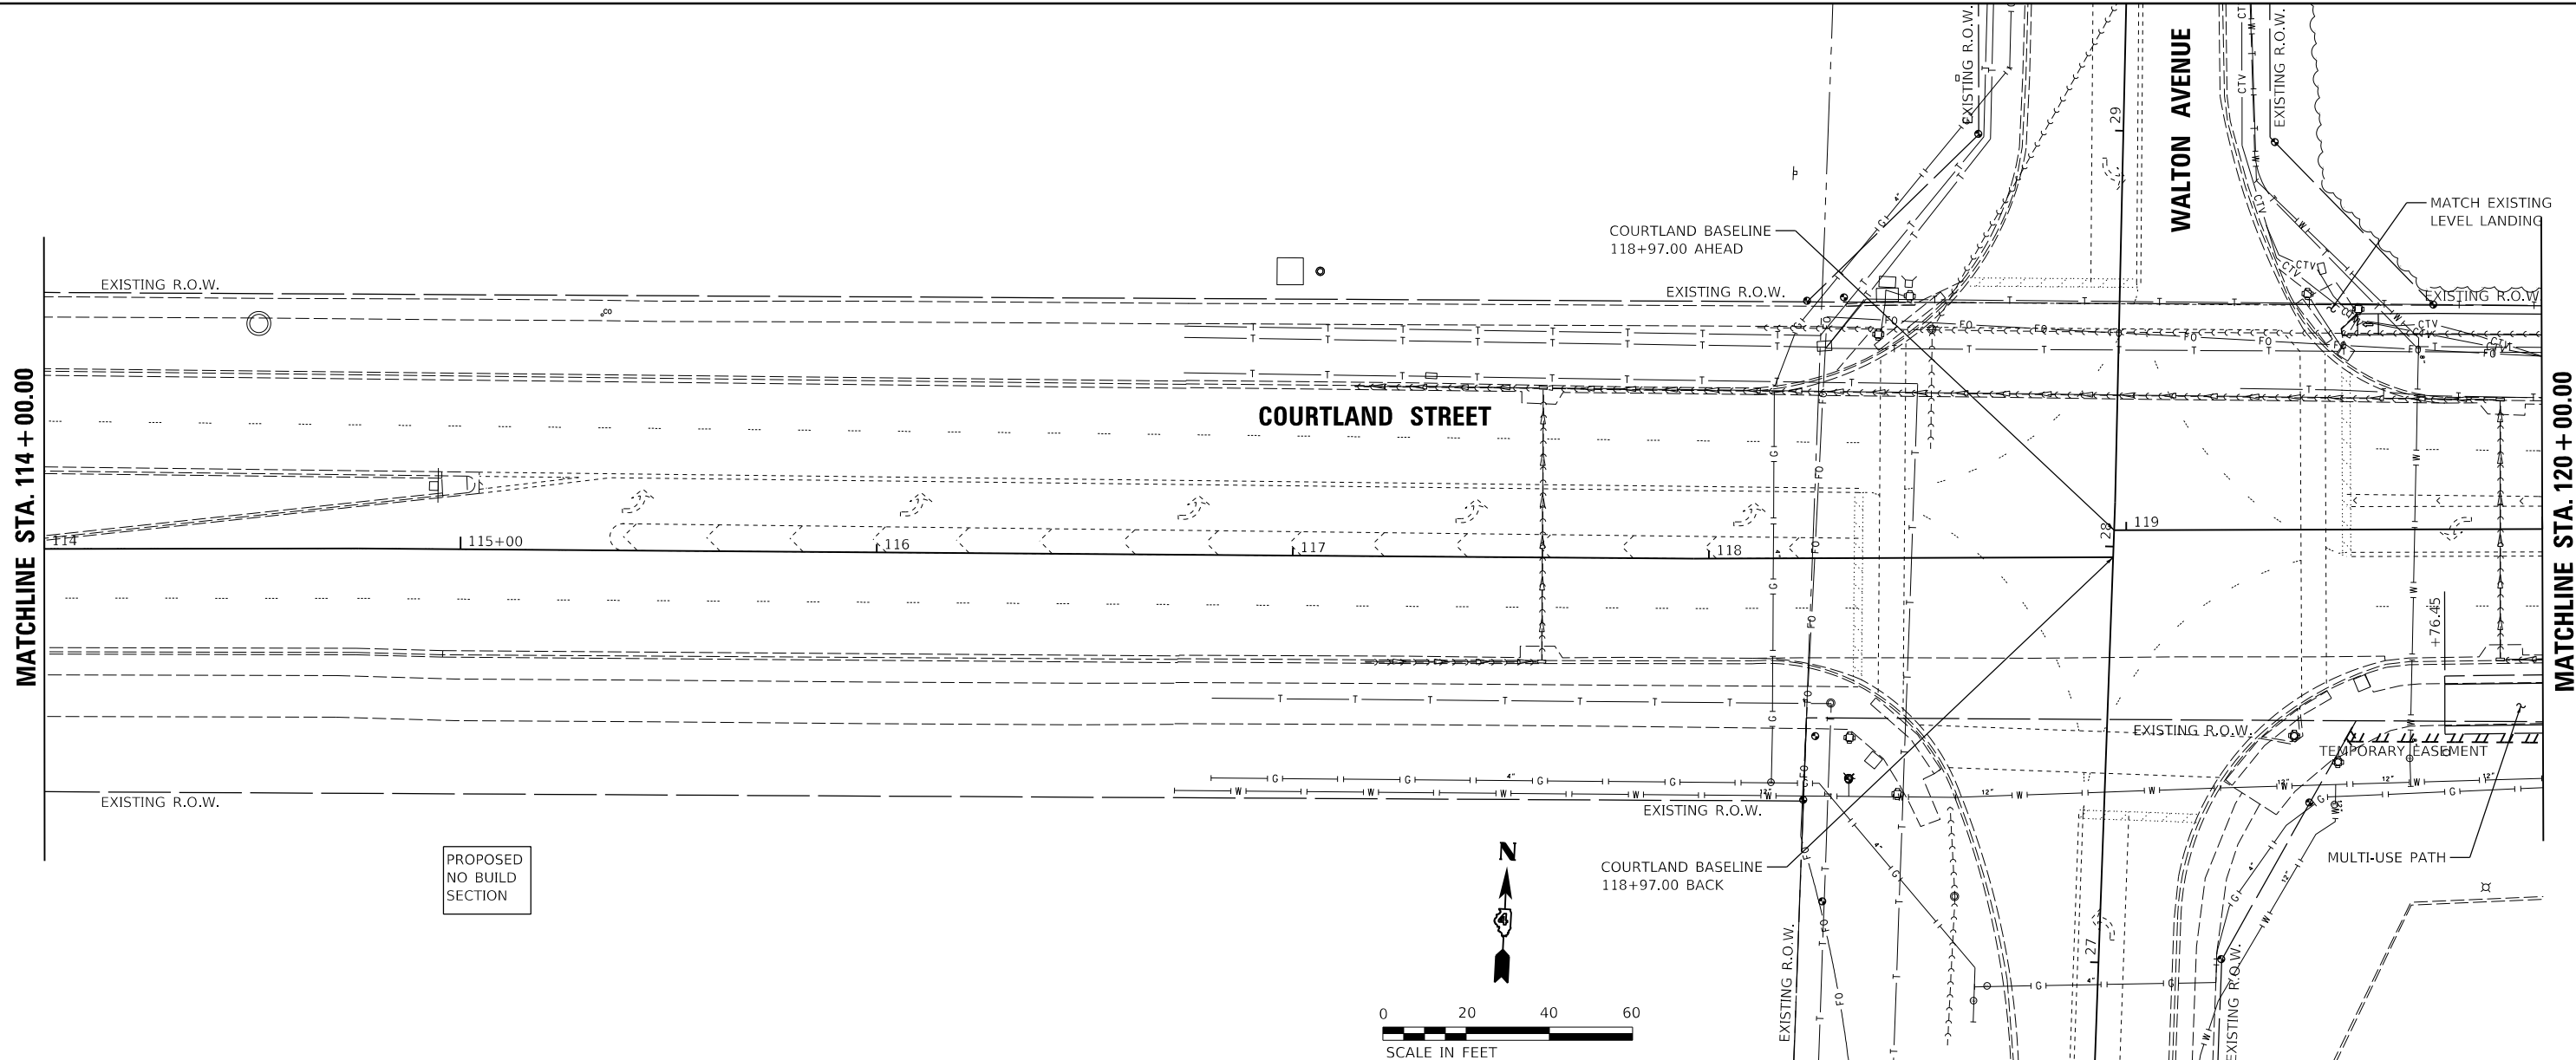 EXISTING R.O.W.
EXISTING R.O.W.
WALTON AVENUE
29
CTV
MATCH EXISTING
LEVEL LANDING
COURTLAND BASELINE
118+97.00 AHEAD
EXISTING R.O.W.
EXISTING R.O.W.
EXISTING R.O.W.
CO
COURTLAND STREET
MATCHLINE STA. 114+00.00
MATCHLINE STA. 120+00.00
114
115+00
116
117
118
28
119
+76.45
EXISTING R.O.W.
TEMPORARY EASEMENT
EXISTING R.O.W.
EXISTING R.O.W.
COURTLAND BASELINE
118+97.00 BACK
MULTI-USE PATH
PROPOSED
NO BUILD
SECTION
N
4
27
EXISTING R.O.W.
EXISTING R.O.W.
0 20 40 60
SCALE IN FEET